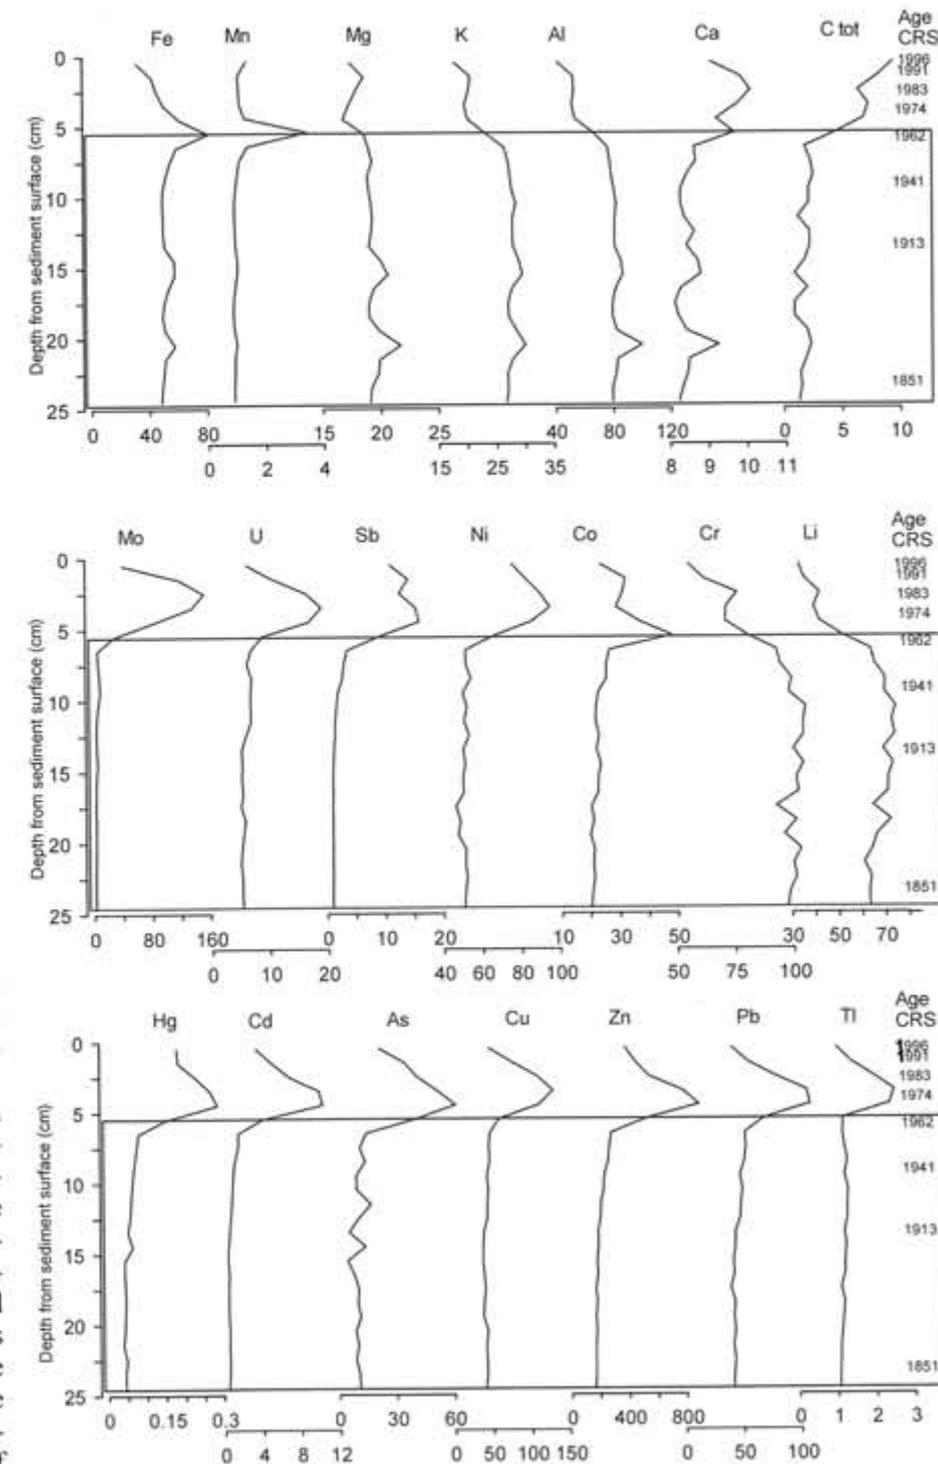 Fe Mn Mg K Al Ca C tot Age
CRS
0 1996
1991
1983
1974
5 1962
1941
10
1913
15
20
1851
25
Depth from sediment surface (cm)
0 40 80 15 20 25 40 80 120 0 5 10
0 2 4 15 25 35 8 9 10 11
Mo U Sb Ni Co Cr Li Age
CRS
0 1996
1991
1983
1974
5 1962
1941
10
1913
15
20
1851
25
Depth from sediment surface (cm)
0 80 160 0 10 20 10 30 50 30 50 70
0 10 20 40 60 80 100 50 75 100
Hg Cd As Cu Zn Pb Tl Age
CRS
0 1996
1991
1983
1974
5 1962
1941
10
1913
15
20
1851
25
Depth from sediment surface (cm)
0 0.15 0.3 0 30 60 0 400 800 0 1 2 3
0 4 8 12 0 50 100 150 0 50 100